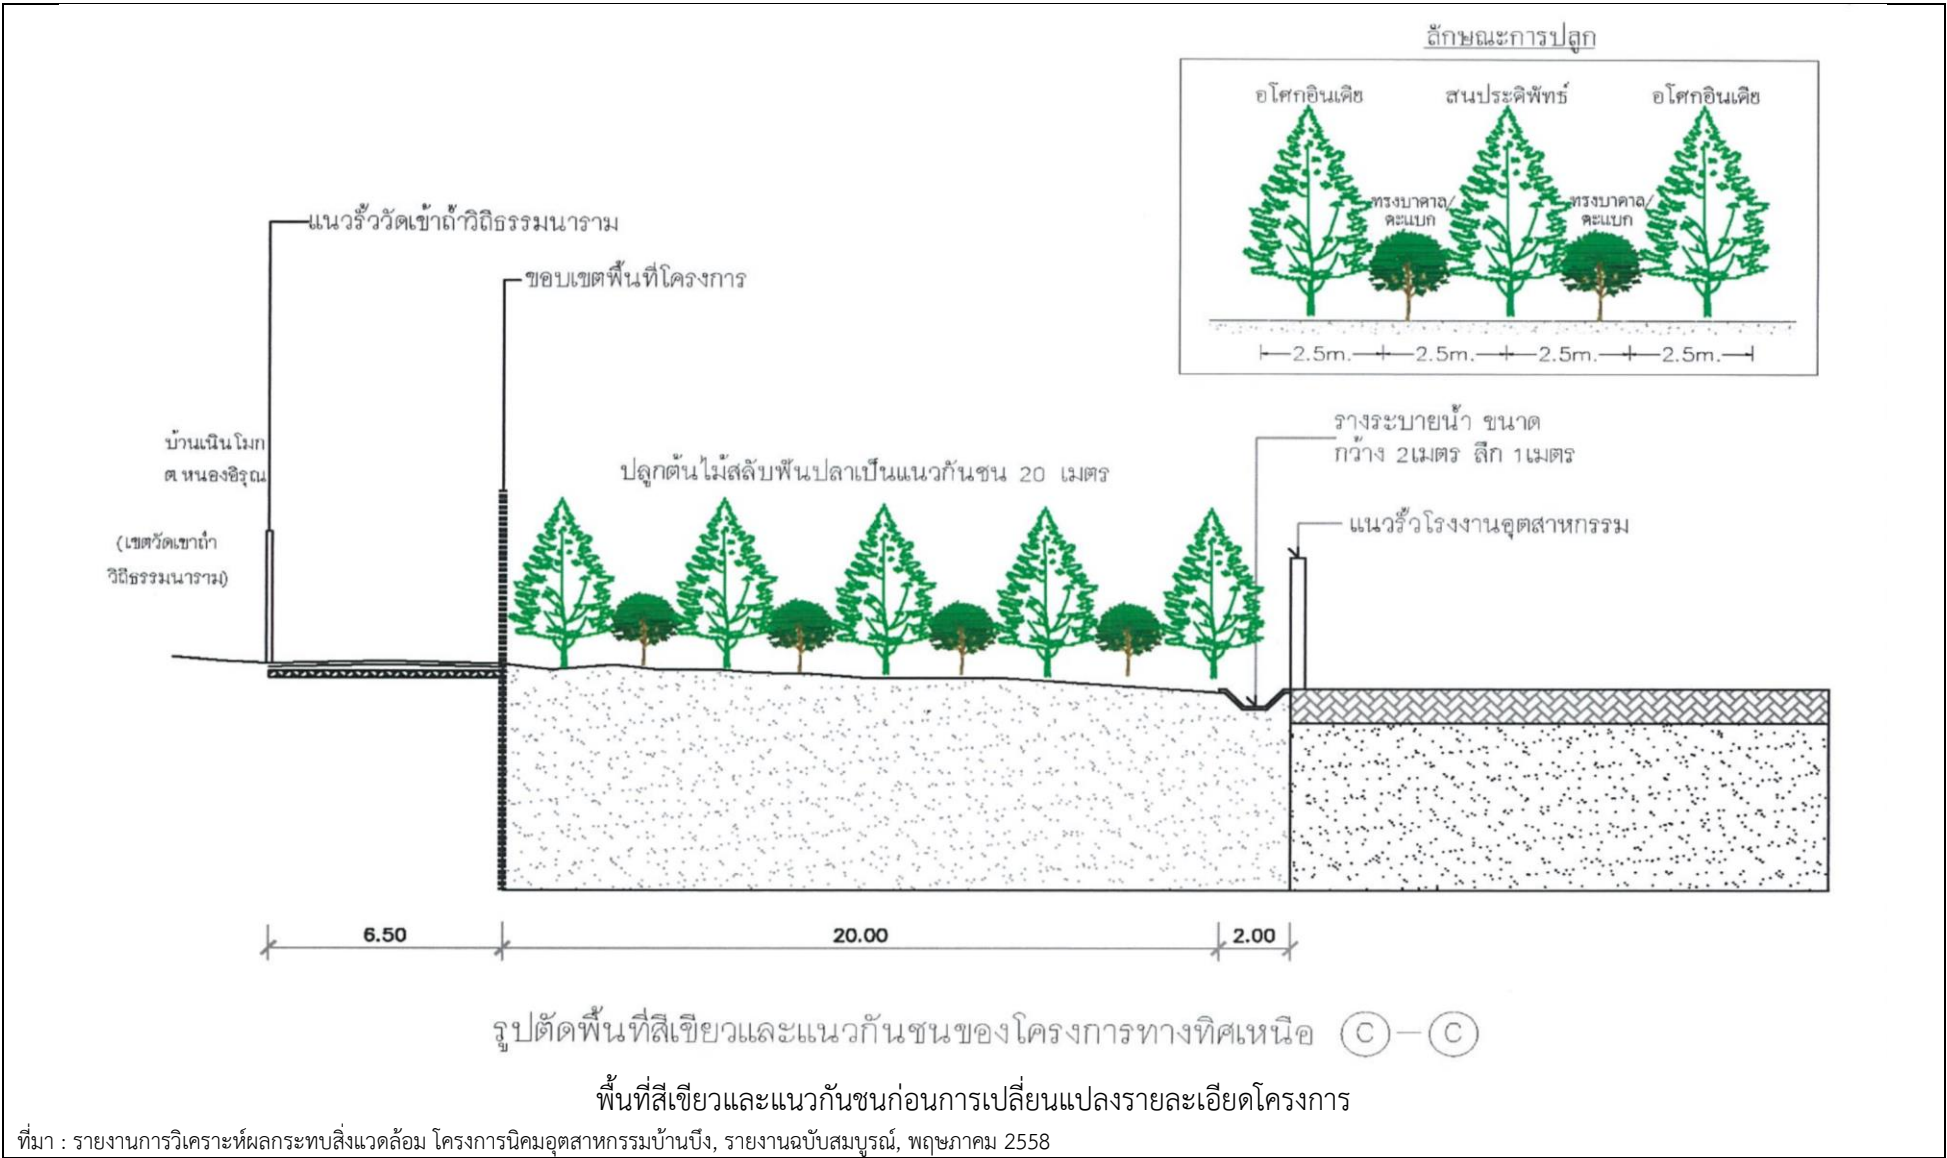 ลักษณะการปลูก
อโศกอินเดีย สนประดิพัทธ์ อโศกอินเดีย
ทรงบาดาล/ ทรงบาดาล/
ตะแบก ตะแบก
2.5m. 2.5m. 2.5m. 2.5m.
แนวรั้ววัดเข้าถ้ำวิถีธรรมนาราม
ขอบเขตพื้นที่โครงการ
รางระบายน้ำ ขนาด
กว้าง 2เมตร ลึก 1เมตร
บ้านเนินโมก
ต.หนองอิรุณ
ปลูกต้นไม้สลับฟันปลาเป็นแนวกันชน 20 เมตร
แนวรั้วโรงงานอุตสาหกรรม
(เขตวัดเขาถ้ำ
วิถีธรรมนาราม)
6.50 20.00 2.00
รูปตัดพื้นที่สีเขียวและแนวกันชนของโครงการทางทิศเหนือ C-C
พื้นที่สีเขียวและแนวกันชนก่อนการเปลี่ยนแปลงรายละเอียดโครงการ
ที่มา : รายงานการวิเคราะห์ผลกระทบสิ่งแวดล้อม โครงการนิคมอุตสาหกรรมบ้านบึง, รายงานฉบับสมบูรณ์, พฤษภาคม 2558